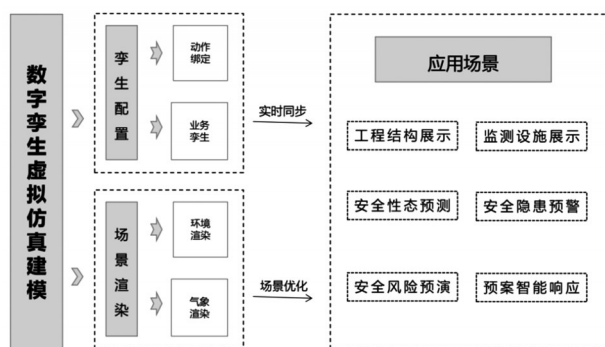 数字孪生虚拟仿真建模
孪生配置
动作
绑定
业务
孪生
实时同步
场景渲染
环境
渲染
气象
渲染
场景优化
应用场景
工程结构展示
监测设施展示
安全性态预测
安全隐患预警
安全风险预演
预案智能响应